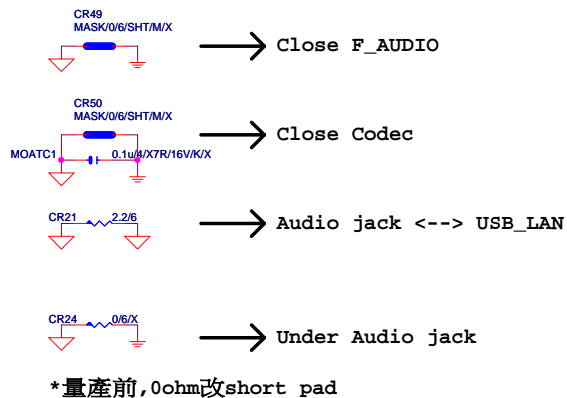 CR49
MASK/0/6/SHT/M/X
Close F_AUDIO
CR50
MASK/0/6/SHT/M/X
Close Codec
MOATC1
0.1u/4/X7R/16V/K/X
CR21 2.2/6
Audio jack <--> USB_LAN
CR24 0/6/X
Under Audio jack
*量產前,0ohm改short pad